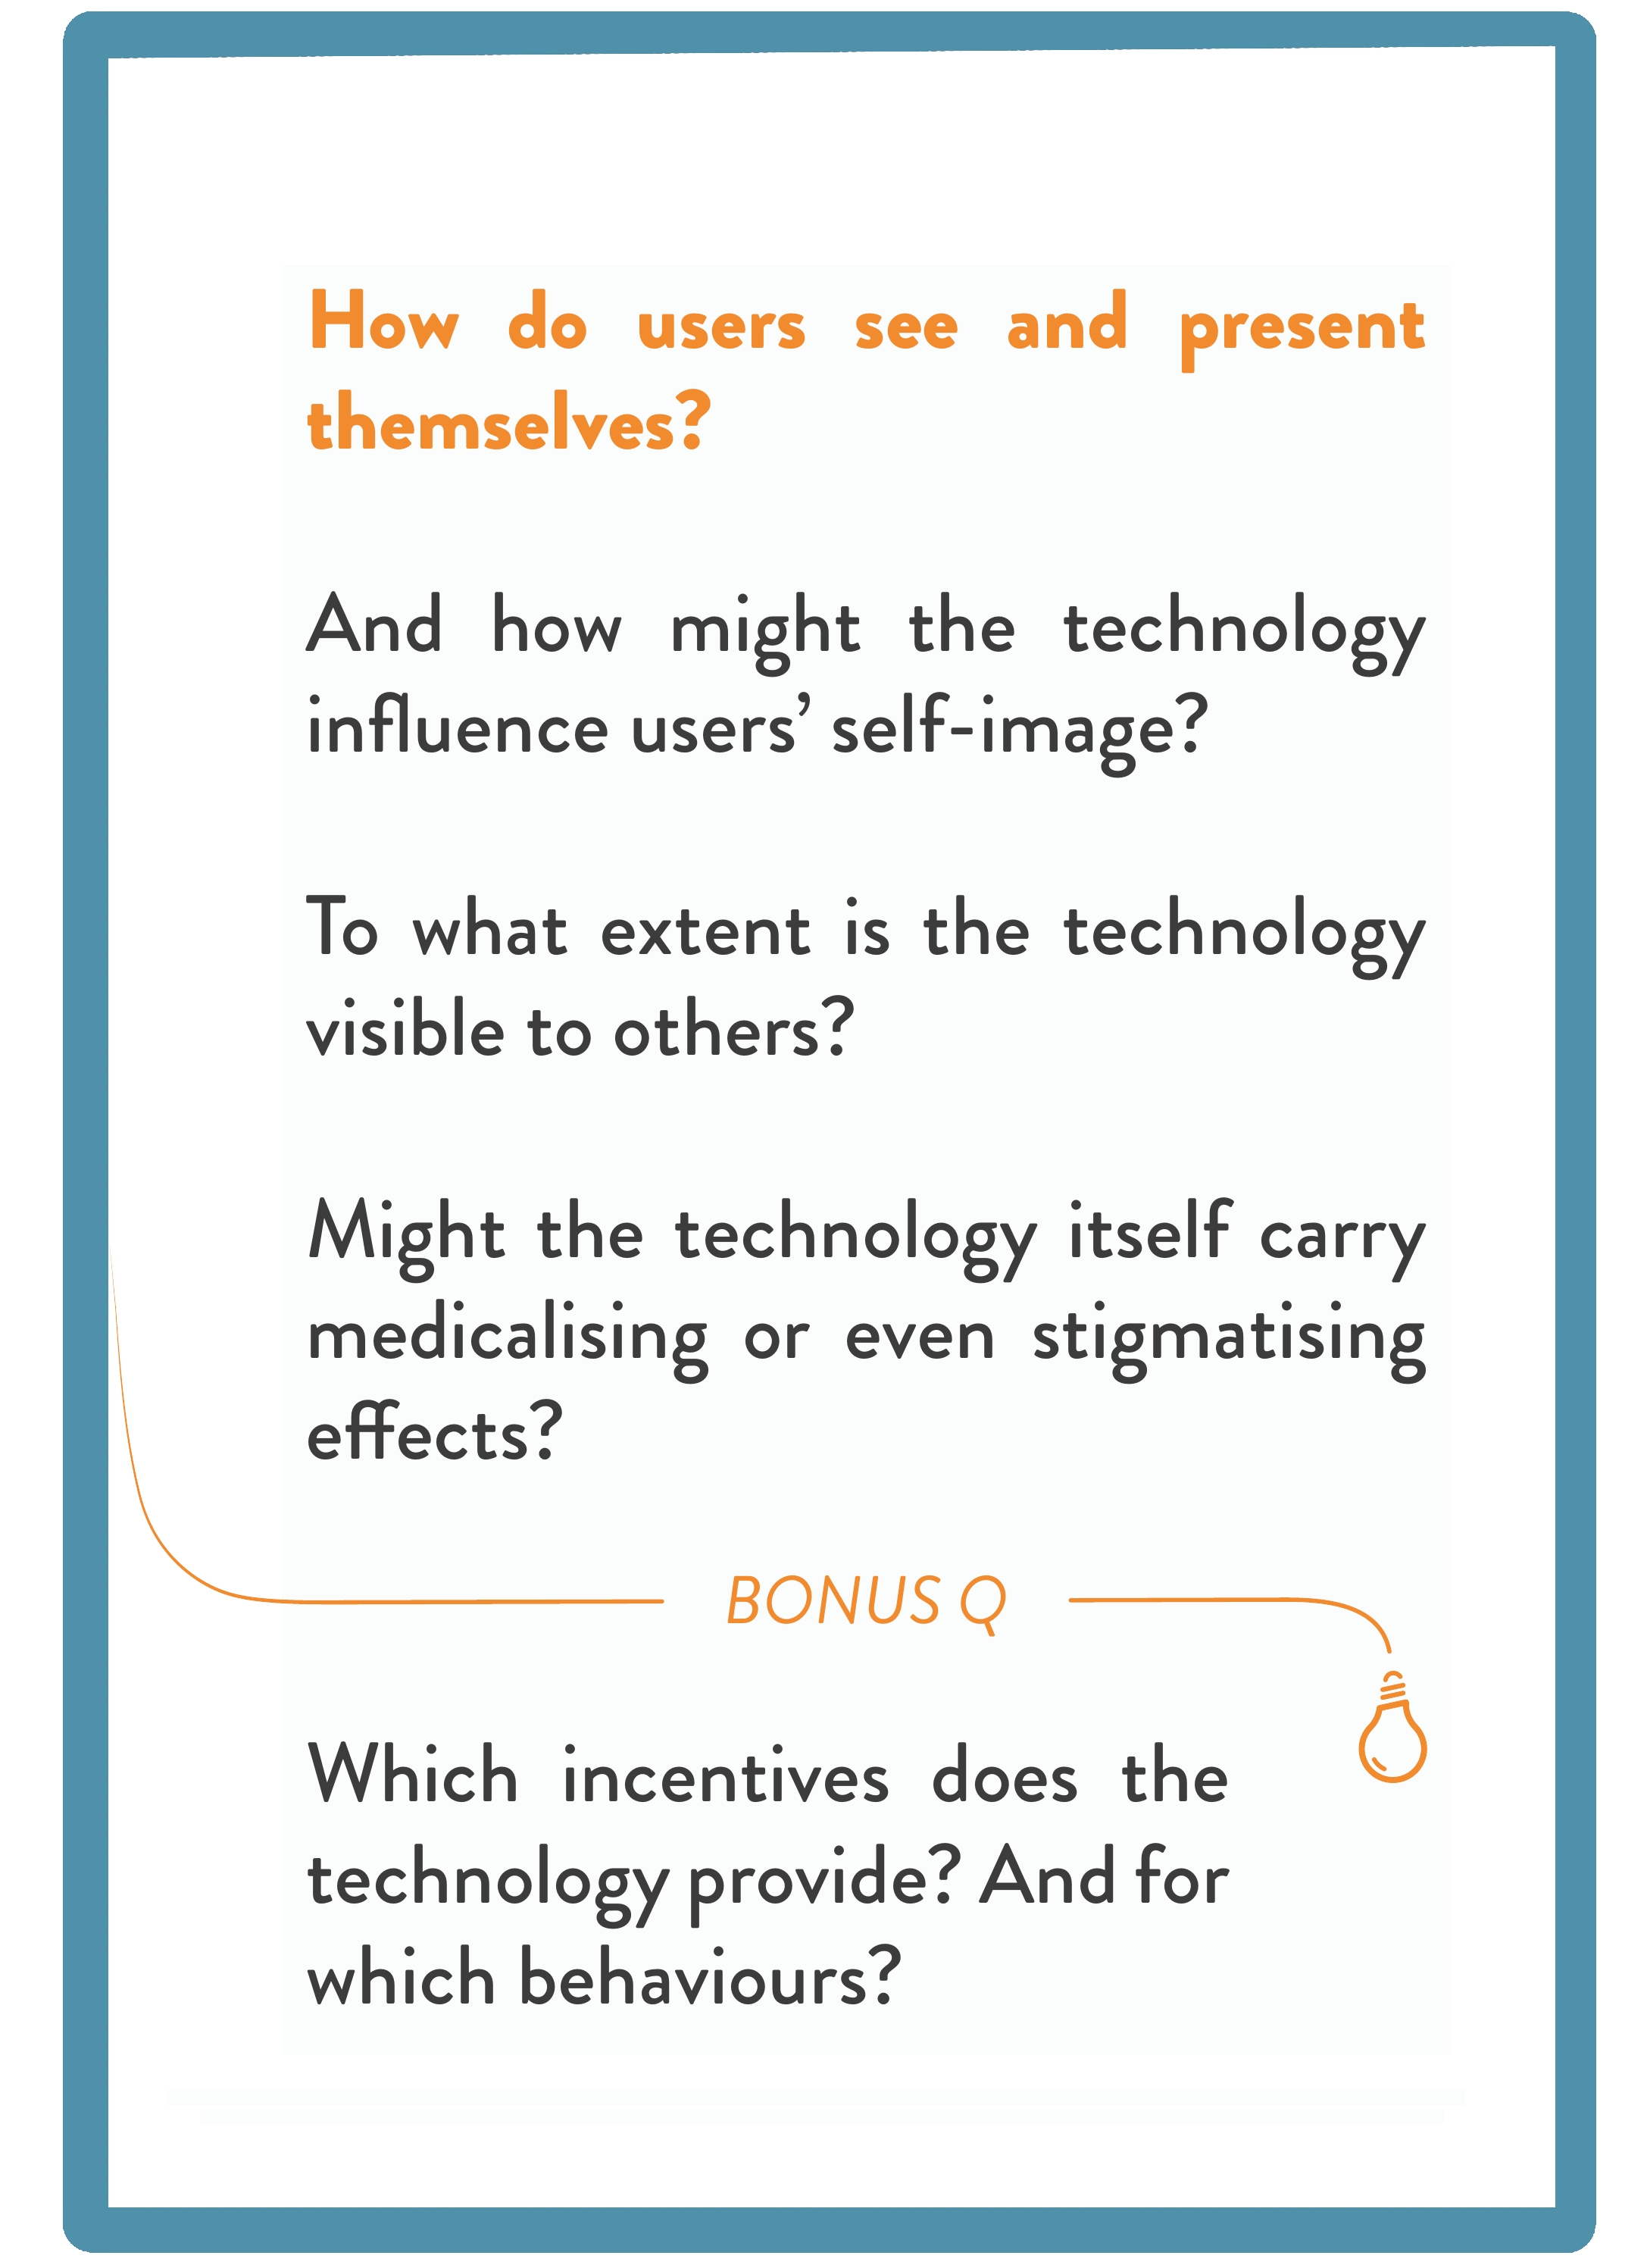 How do users see and present
themselves?
And how might the technology
influence users’ self-image?
To what extent is the technology
visible to others?
Might the technology itself carry
medicalising or even stigmatising
effects?
BONUS Q
Which incentives does the
technology provide? And for
which behaviours?